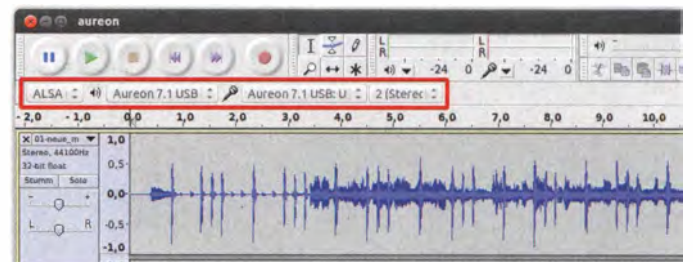 aureon
L
R
L
R
-24 0 -24 0
ALSA Aureon 7.1 USB Aureon 7.1 USB: U 2 (Sterec
-2,0 -1,0 0,0 1,0 2,0 3,0 4,0 5,0 6,0 7,0 8,0 9,0 10,0
01-neue_m
Stereo, 44100Hz
32-bit float
Stumm Solo
- +
L R
1,0
0,5
0,0
-0,5
-1,0